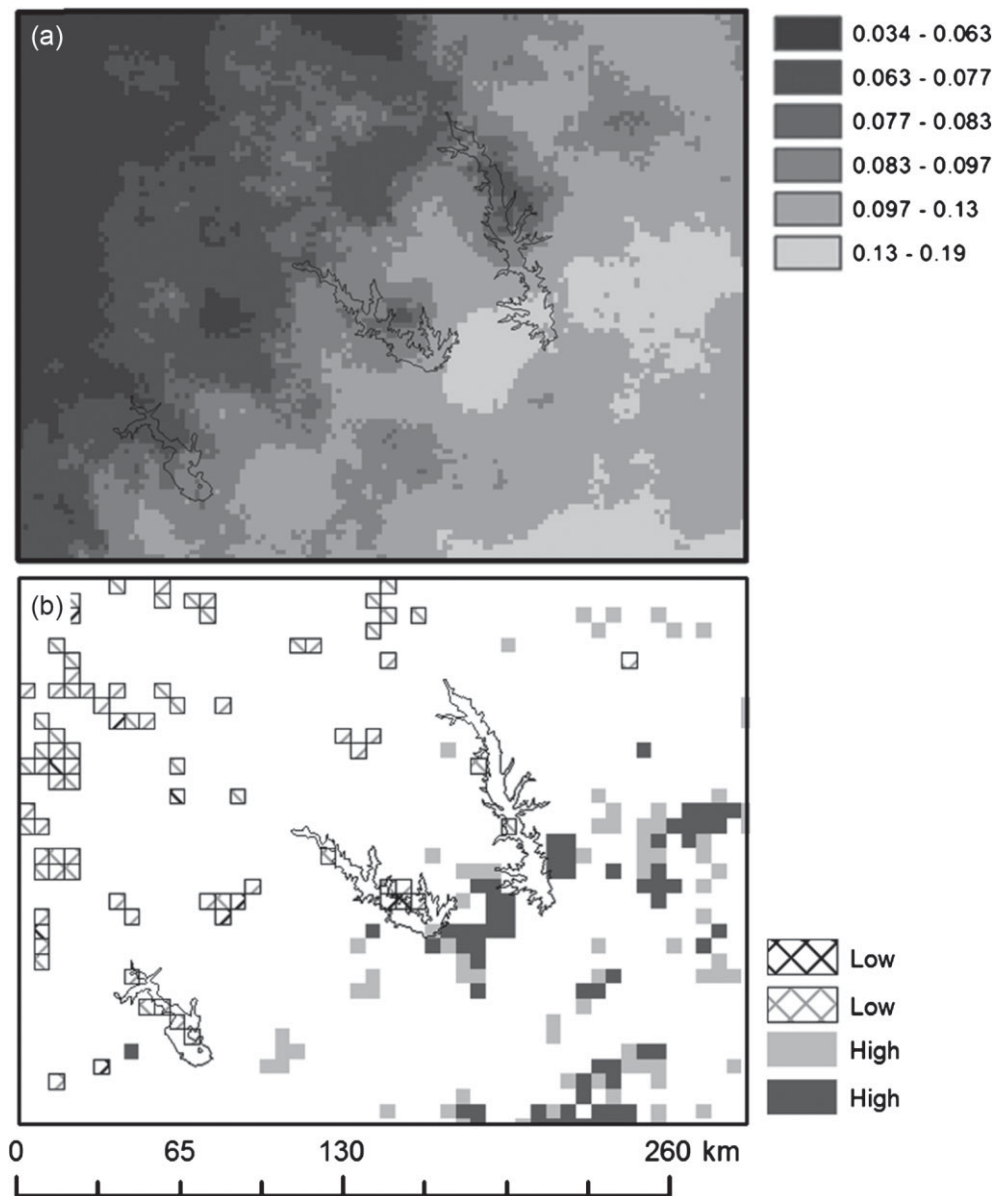 (a)
0.034 - 0.063
0.063 - 0.077
0.077 - 0.083
0.083 - 0.097
0.097 - 0.13
0.13 - 0.19
(b)
Low
Low
High
High
0 65 130 260 km